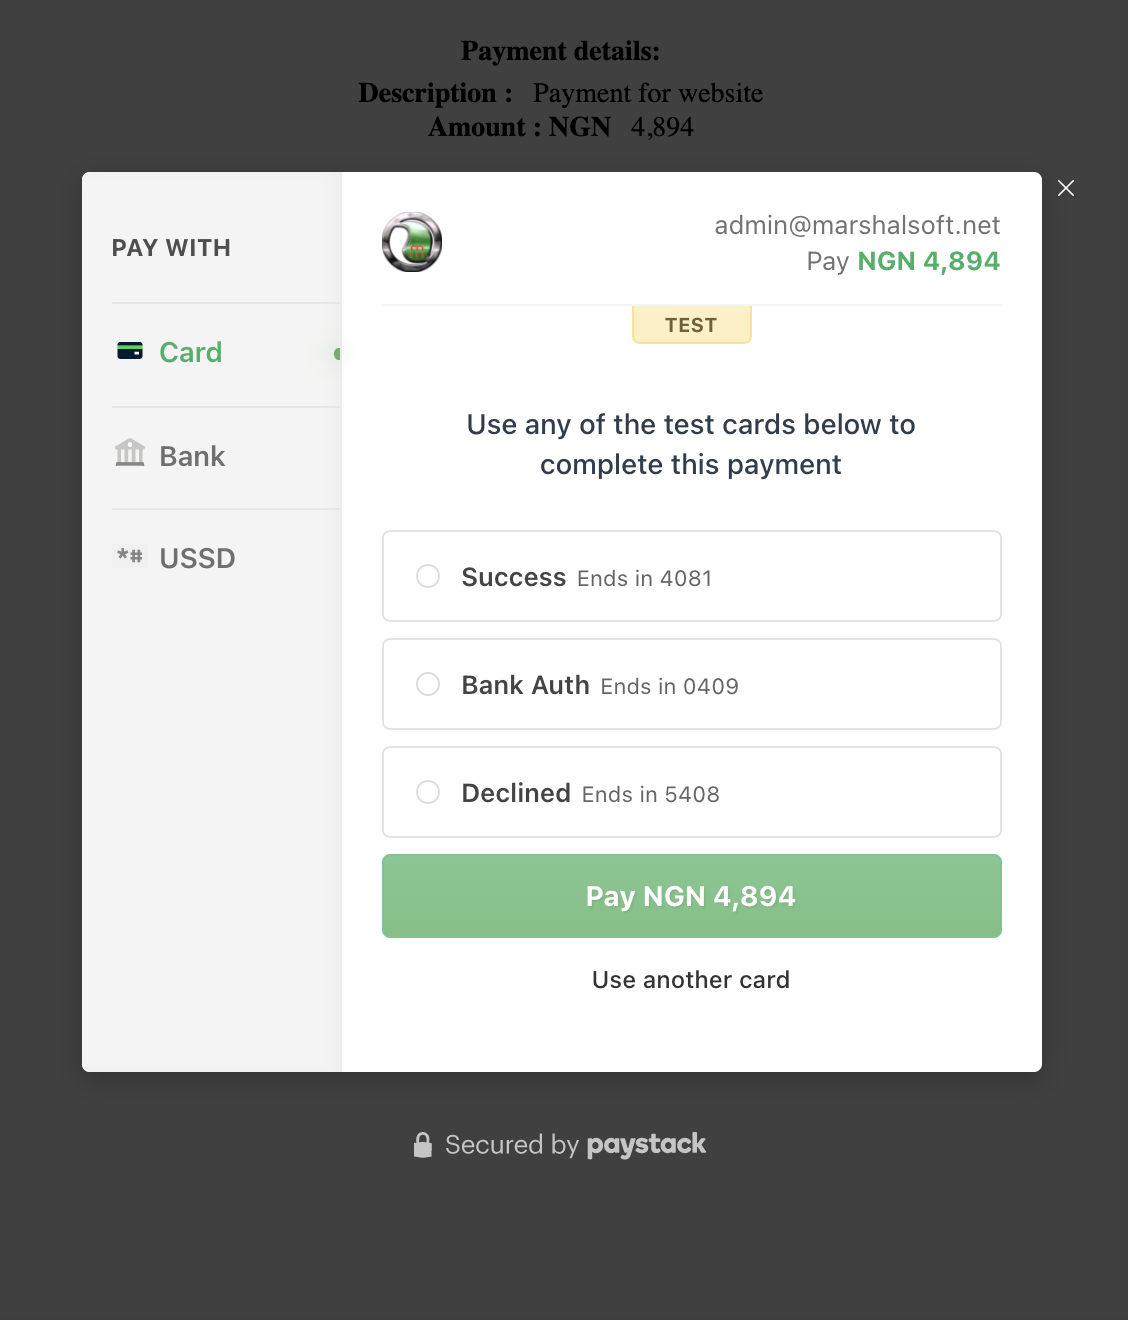 Payment details:
Description : Payment for website
Amount : NGN 4,894
PAY WITH
Card
Bank
*# USSD
admin@marshalsoft.net
Pay NGN 4,894
TEST
Use any of the test cards below to
complete this payment
Success Ends in 4081
Bank Auth Ends in 0409
Declined Ends in 5408
Pay NGN 4,894
Use another card
Secured by paystack